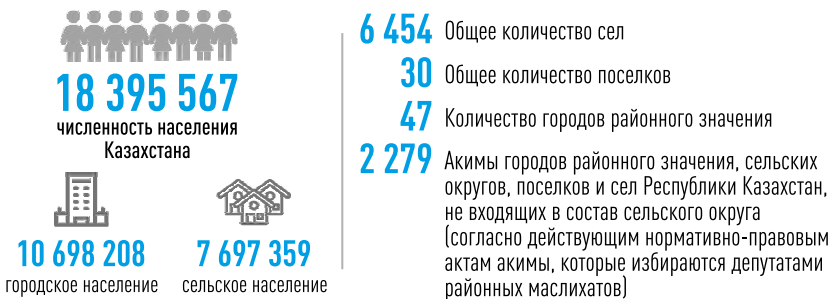 18 395 567
численность населения
Казахстана
10 698 208
городское население
7 697 359
сельское население
6 454 Общее количество сел
30 Общее количество поселков
47 Количество городов районного значения
2 279 Акимы городов районного значения, сельских
округов, поселков и сел Республики Казахстан,
не входящих в состав сельского округа
(согласно действующим нормативно-правовым
актам акимы, которые избираются депутатами
районных маслихатов)